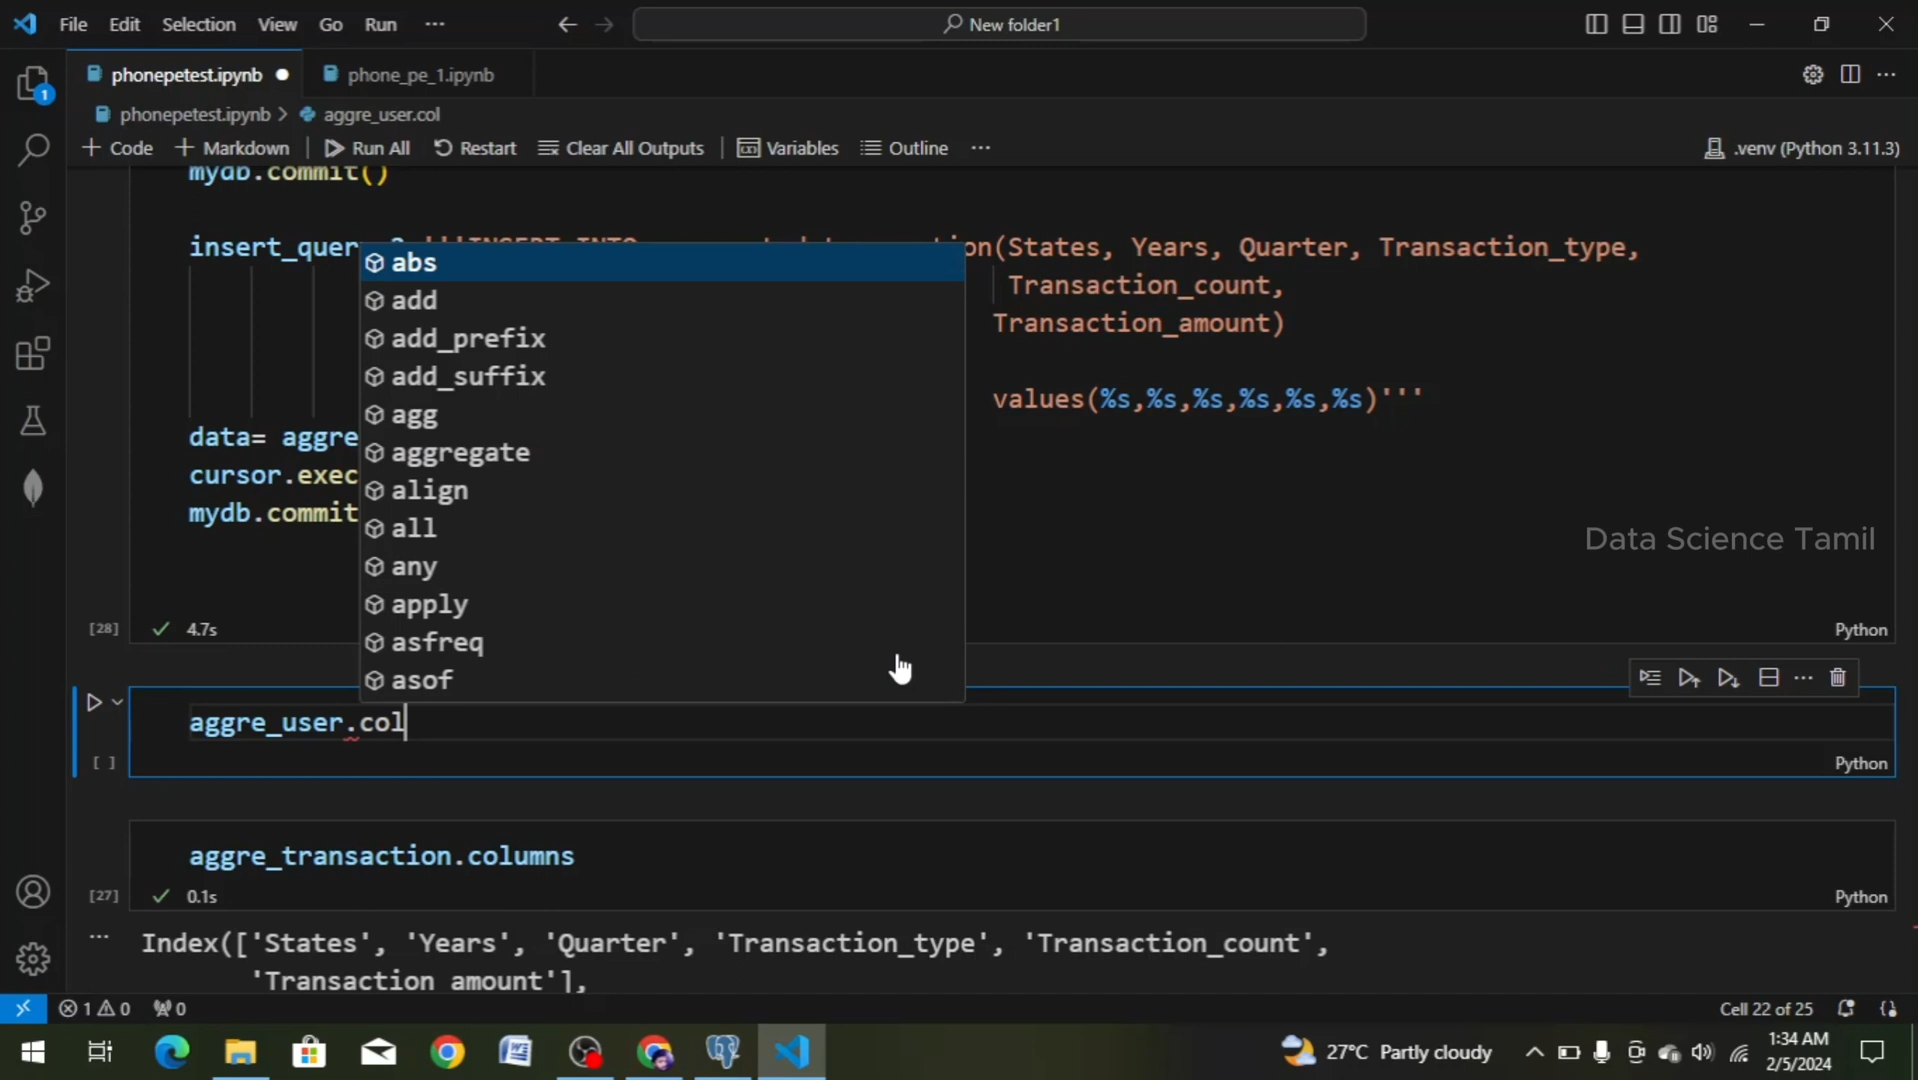 File Edit Selection View Go Run ··· New folder1
phonepetest.ipynb phone_pe_1.ipynb
phonepetest.ipynb > aggre_user.col
+ Code + Markdown Run All Restart Clear All Outputs Variables Outline ··· .venv (Python 3.11.3)
mydb.commit()
insert_quer on(States, Years, Quarter, Transaction_type,
Transaction_count,
Transaction_amount)
values(%s,%s,%s,%s,%s,%s)'''
data= aggre
cursor.exec
mydb.commit
abs
add
add_prefix
add_suffix
agg
aggregate
align
all
any
apply
asfreq
asof
Data Science Tamil
[28] 4.7s Python
aggre_user.col
[ ] Python
aggre_transaction.columns
[27] 0.1s Python
··· Index(['States', 'Years', 'Quarter', 'Transaction_type', 'Transaction_count',
'Transaction_amount'],
1 0 0 Cell 22 of 25
27°C Partly cloudy 1:34 AM
2/5/2024
1